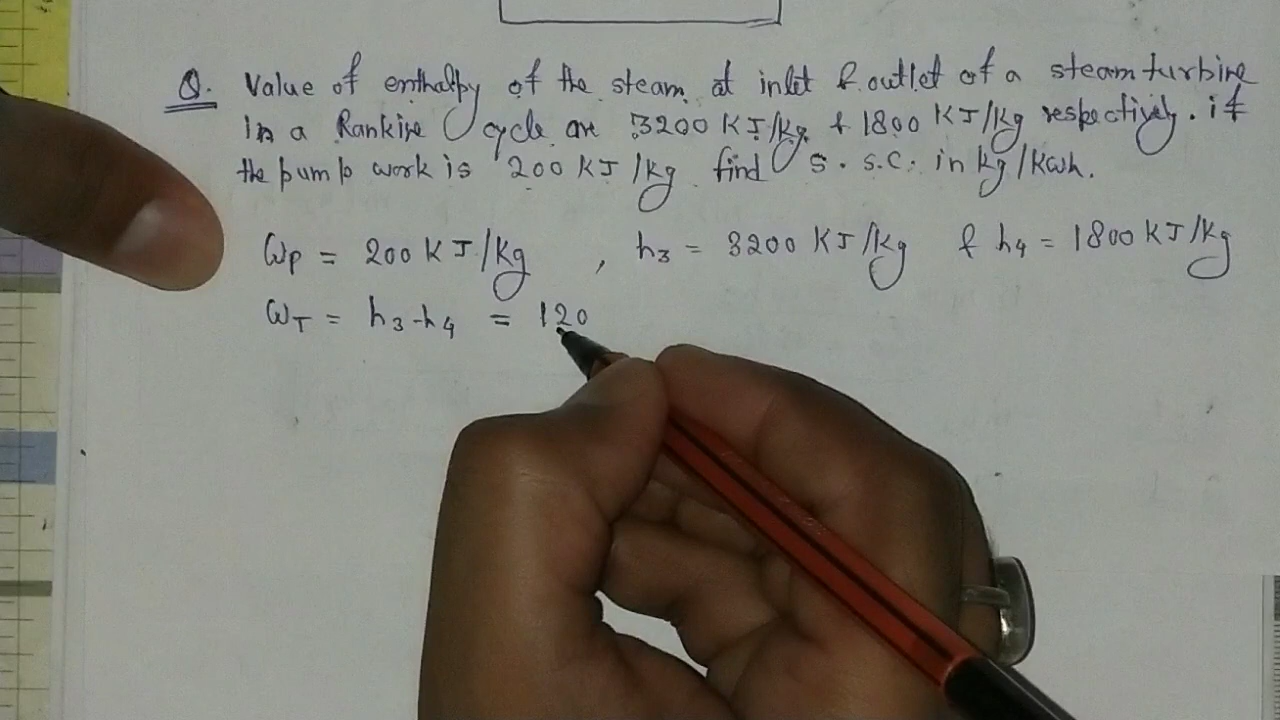 Q. Value of enthalpy of the steam at inlet & outlet of a steam turbine
in a Rankine cycle are 3200 KJ/kg & 1800 KJ/kg respectively. if
the pump work is 200 KJ/kg find S.S.C. in kg/kwh.
ωP = 200 KJ/kg , h3 = 3200 KJ/kg & h4 = 1800 KJ/kg
ωT = h3-h4 = 120